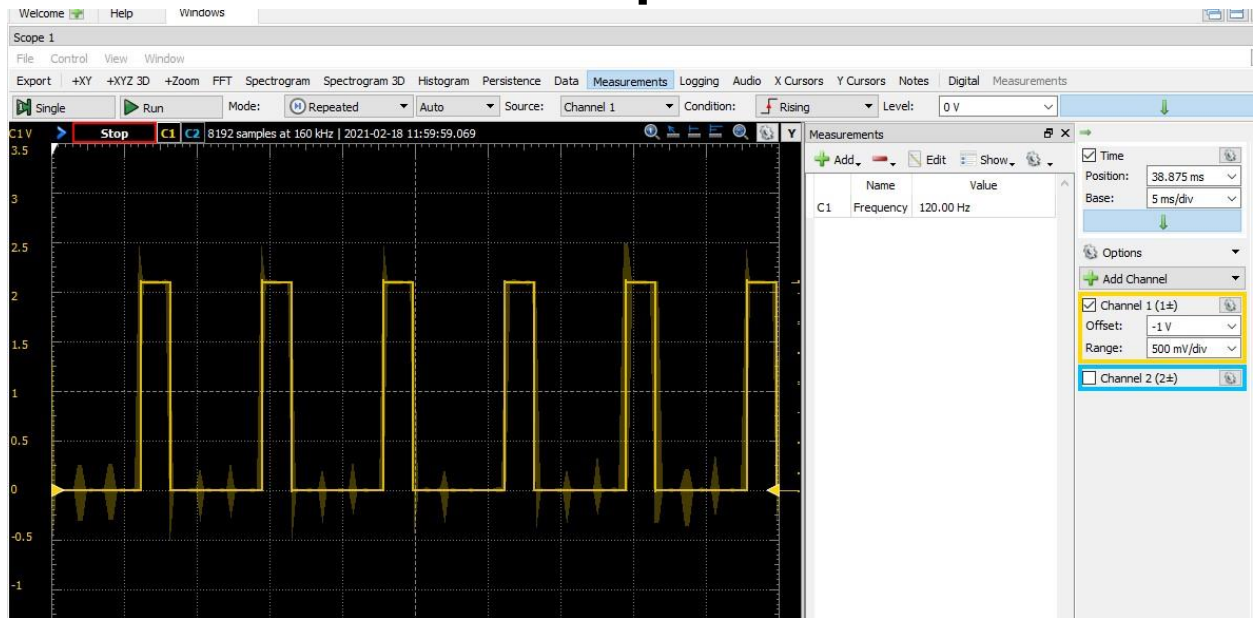 Welcome Help Windows
Scope 1
File Control View Window
Export +XY +XYZ 3D +Zoom FFT Spectrogram Spectrogram 3D Histogram Persistence Data Measurements Logging Audio X Cursors Y Cursors Notes Digital Measurements
Single Run Mode: Repeated Auto Source: Channel 1 Condition: Rising Level: 0 V
C1 V Stop C1 C2 8192 samples at 160 kHz | 2021-02-18 11:59:59.069 Y
3.5
3
2.5
2
1.5
1
0.5
0
-0.5
-1
Measurements
Add Edit Show
Name Value
C1 Frequency 120.00 Hz
Time
Position: 38.875 ms
Base: 5 ms/div
Options
Add Channel
Channel 1 (1±)
Offset: -1 V
Range: 500 mV/div
Channel 2 (2±)